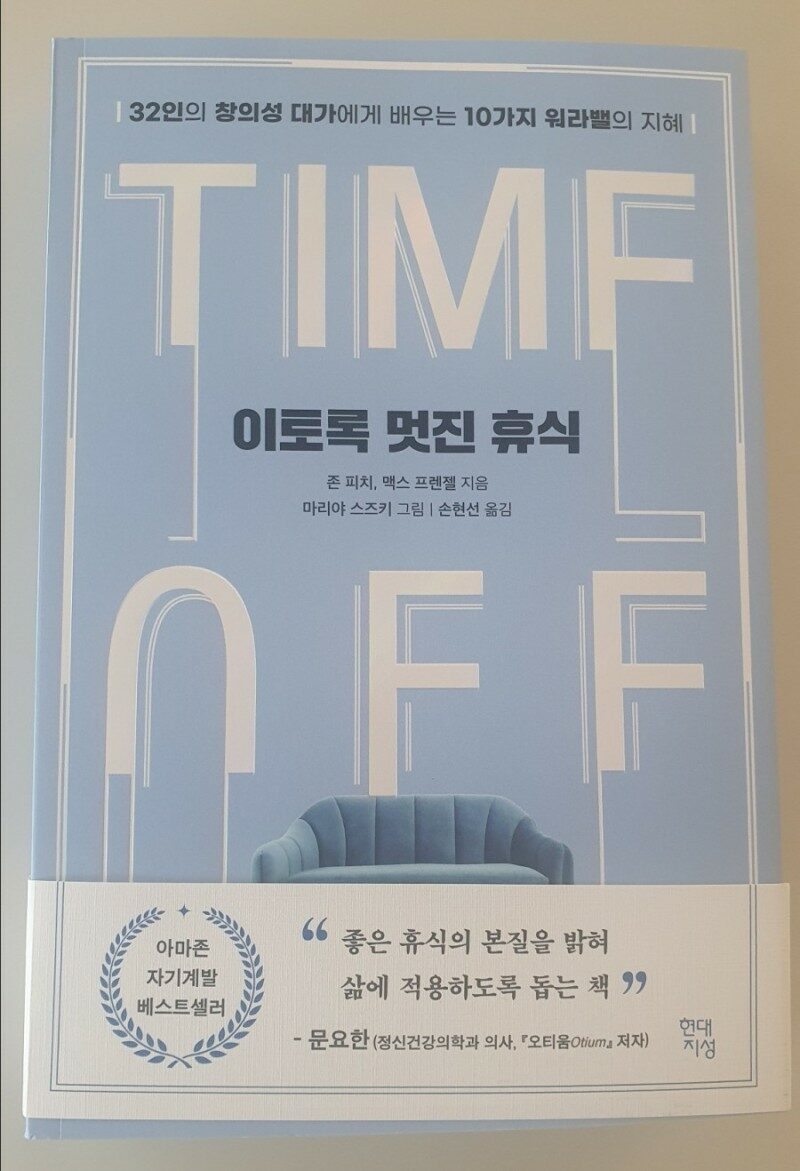 32인의 창의성 대가에게 배우는 10가지 워라밸의 지혜
TIME
이토록 멋진 휴식
존 피치, 맥스 프렌젤 지음
마리야 스즈키 그림 | 손현선 옮김
OFF
아마존
자기계발
베스트셀러
“ 좋은 휴식의 본질을 밝혀
삶에 적용하도록 돕는 책 ”
- 문요한 (정신건강의학과 의사, 『오티움Otium』 저자)
현대
지성